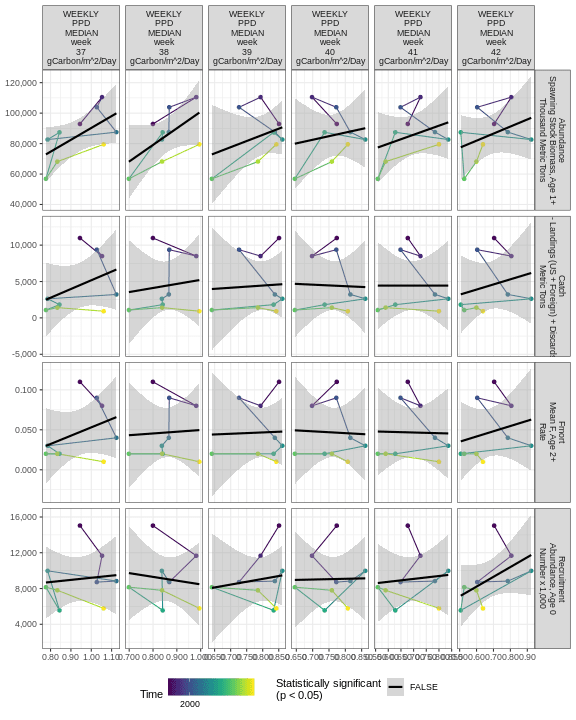 WEEKLY
PPD
MEDIAN
week
37
gCarbon/m^2/Day
WEEKLY
PPD
MEDIAN
week
38
gCarbon/m^2/Day
WEEKLY
PPD
MEDIAN
week
39
gCarbon/m^2/Day
WEEKLY
PPD
MEDIAN
week
40
gCarbon/m^2/Day
WEEKLY
PPD
MEDIAN
week
41
gCarbon/m^2/Day
WEEKLY
PPD
MEDIAN
week
42
gCarbon/m^2/Day
120,000
100,000
80,000
60,000
40,000
Abundance
Spawning Stock Biomass, Age 1+
Thousand Metric Tons
10,000
5,000
0
-5,000
Catch
- Landings (US + Foreign) + Discards
Metric Tons
0.100
0.050
0.000
Fmort
Mean F, Age 2+
Rate
16,000
12,000
8,000
4,000
Recruitment
Abundance, Age 0
Number x 1,000
0.80 0.90 1.00 1.10
0.700 0.800 0.900
0.700 0.750 0.800
0.700 0.750 0.800
0.600 0.700 0.800 0.90
Time
2000
Statistically significant
(p < 0.05)
FALSE